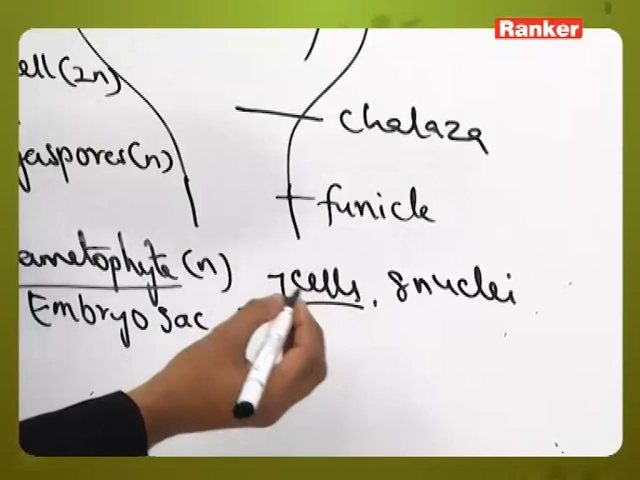 Ranker
ell(2n)
chalaza
gaspores(n)
funicle
ametophyte(n) 7cells, 8nuclei
Embryo sac